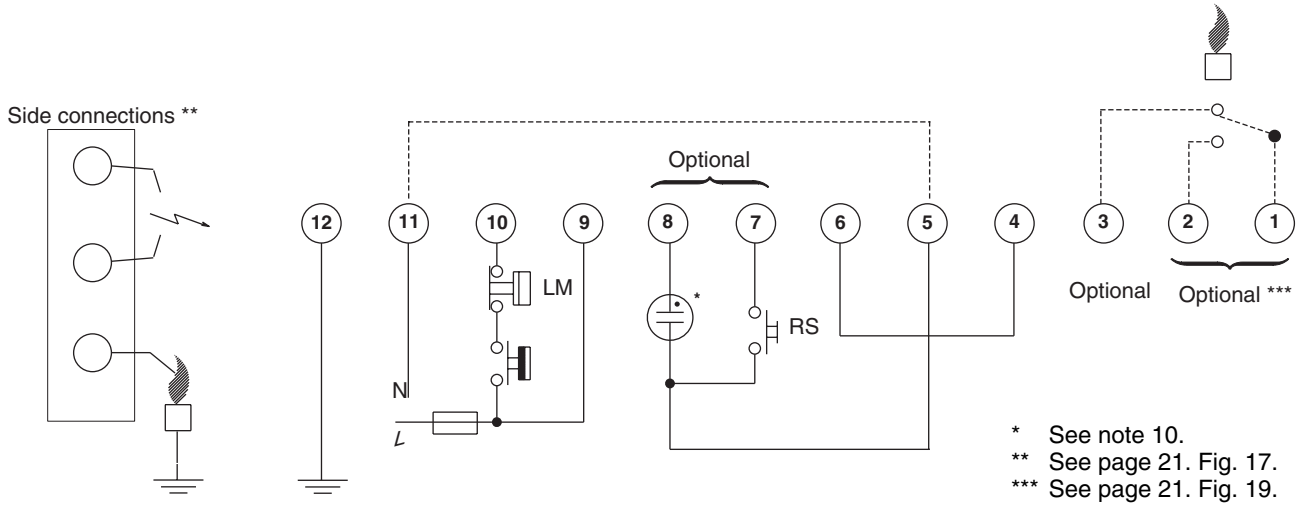 Side connections **
Optional
12 11 10 9 8 7 6 5 4 3 2 1
*
LM
RS
Optional
Optional ***
N
L
* See note 10.
** See page 21. Fig. 17.
*** See page 21. Fig. 19.